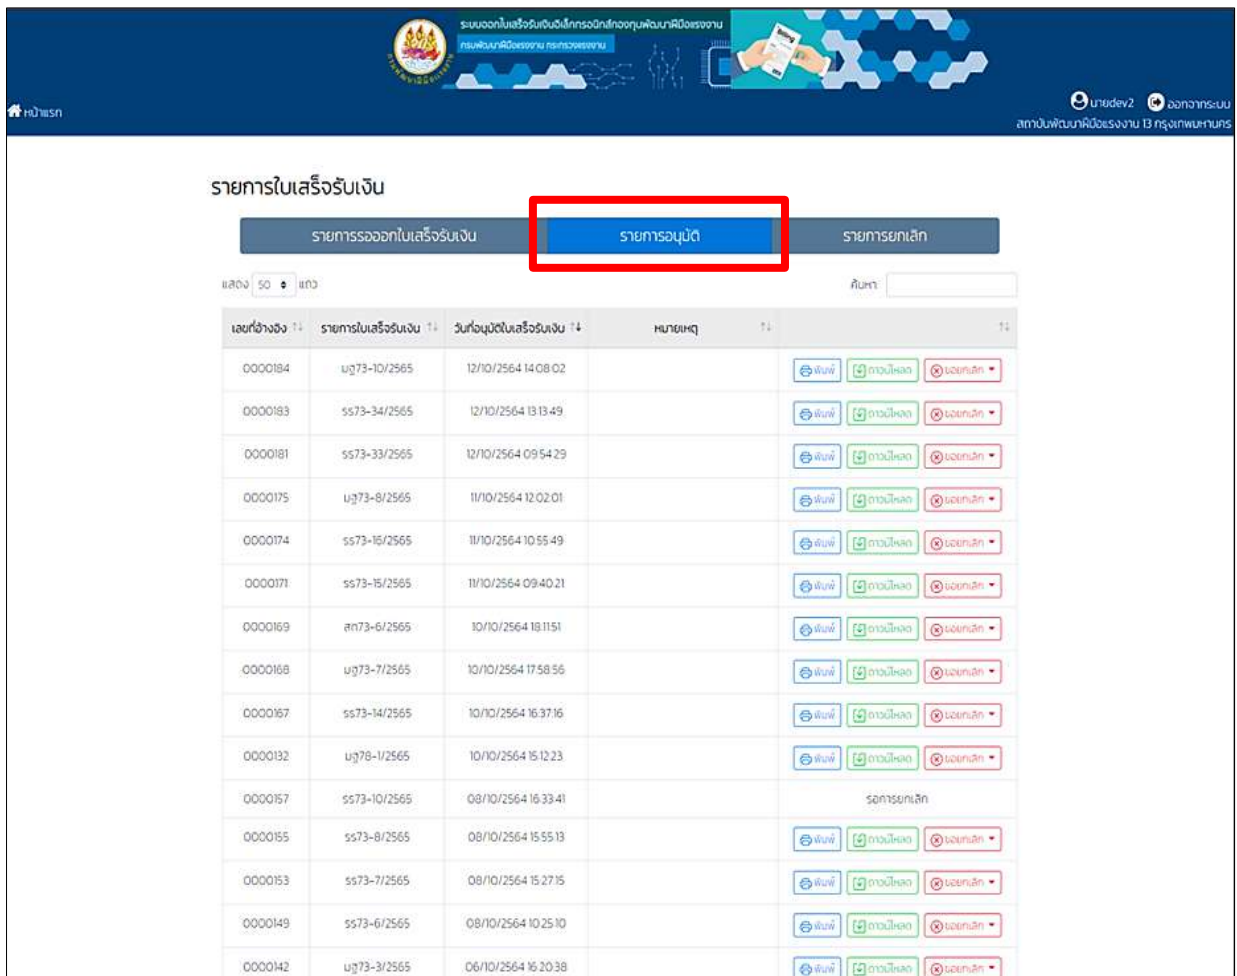 ระบบออกใบเสร็จรับเงินอิเล็กทรอนิกส์กองทุนพัฒนาฝีมือแรงงาน
กรมพัฒนาฝีมือแรงงาน กระทรวงแรงงาน
Billing
หน้าแรก
นายdev2 ออกจากระบบ
สถาบันพัฒนาฝีมือแรงงาน 13 กรุงเทพมหานคร
รายการใบเสร็จรับเงิน
รายการรอออกใบเสร็จรับเงิน รายการอนุมัติ รายการยกเลิก
แสดง 50 แถว ค้นหา
เลขที่อ้างอิง รายการใบเสร็จรับเงิน วันที่อนุมัติใบเสร็จรับเงิน หมายเหตุ
0000184 มฐ73-10/2565 12/10/2564 14:08:02 พิมพ์ ดาวน์โหลด ขอยกเลิก
0000183 รร73-34/2565 12/10/2564 13:13:49 พิมพ์ ดาวน์โหลด ขอยกเลิก
0000181 รร73-33/2565 12/10/2564 09:54:29 พิมพ์ ดาวน์โหลด ขอยกเลิก
0000175 มฐ73-8/2565 11/10/2564 12:02:01 พิมพ์ ดาวน์โหลด ขอยกเลิก
0000174 รร73-16/2565 11/10/2564 10:55:49 พิมพ์ ดาวน์โหลด ขอยกเลิก
0000171 รร73-15/2565 11/10/2564 09:40:21 พิมพ์ ดาวน์โหลด ขอยกเลิก
0000169 สถ73-6/2565 10/10/2564 18:11:51 พิมพ์ ดาวน์โหลด ขอยกเลิก
0000168 มฐ73-7/2565 10/10/2564 17:58:56 พิมพ์ ดาวน์โหลด ขอยกเลิก
0000167 รร73-14/2565 10/10/2564 16:37:16 พิมพ์ ดาวน์โหลด ขอยกเลิก
0000132 มฐ78-1/2565 10/10/2564 15:12:23 พิมพ์ ดาวน์โหลด ขอยกเลิก
0000157 รร73-10/2565 08/10/2564 16:33:41 รอการยกเลิก
0000155 รร73-8/2565 08/10/2564 15:55:13 พิมพ์ ดาวน์โหลด ขอยกเลิก
0000153 รร73-7/2565 08/10/2564 15:27:15 พิมพ์ ดาวน์โหลด ขอยกเลิก
0000149 รร73-6/2565 08/10/2564 10:25:10 พิมพ์ ดาวน์โหลด ขอยกเลิก
0000142 มฐ73-3/2565 06/10/2564 16:20:38 พิมพ์ ดาวน์โหลด ขอยกเลิก